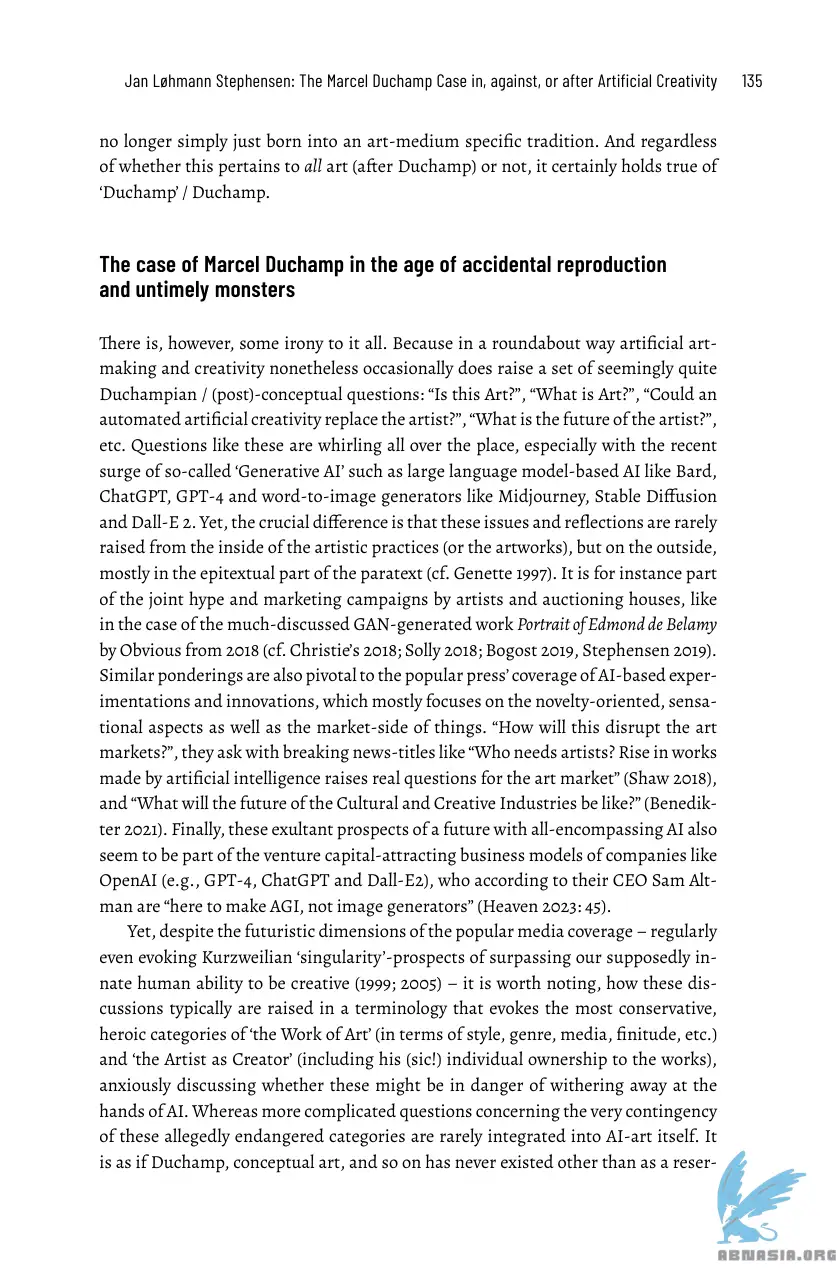 Jan Løhmann Stephensen: The Marcel Duchamp Case in, against, or after Artificial Creativity 135
no longer simply just born into an art-medium specific tradition. And regardless
of whether this pertains to all art (after Duchamp) or not, it certainly holds true of
‘Duchamp’ / Duchamp.
The case of Marcel Duchamp in the age of accidental reproduction
and untimely monsters
There is, however, some irony to it all. Because in a roundabout way artificial art-
making and creativity nonetheless occasionally does raise a set of seemingly quite
Duchampian / (post)-conceptual questions: “Is this Art?”, “What is Art?”, “Could an
automated artificial creativity replace the artist?”, “What is the future of the artist?”,
etc. Questions like these are whirling all over the place, especially with the recent
surge of so-called ‘Generative AI’ such as large language model-based AI like Bard,
ChatGPT, GPT-4 and word-to-image generators like Midjourney, Stable Diffusion
and Dall-E 2. Yet, the crucial difference is that these issues and reflections are rarely
raised from the inside of the artistic practices (or the artworks), but on the outside,
mostly in the epitextual part of the paratext (cf. Genette 1997). It is for instance part
of the joint hype and marketing campaigns by artists and auctioning houses, like
in the case of the much-discussed GAN-generated work Portrait of Edmond de Belamy
by Obvious from 2018 (cf. Christie’s 2018; Solly 2018; Bogost 2019, Stephensen 2019).
Similar ponderings are also pivotal to the popular press’ coverage of AI-based exper-
imentations and innovations, which mostly focuses on the novelty-oriented, sensa-
tional aspects as well as the market-side of things. “How will this disrupt the art
markets?”, they ask with breaking news-titles like “Who needs artists? Rise in works
made by artificial intelligence raises real questions for the art market” (Shaw 2018),
and “What will the future of the Cultural and Creative Industries be like?” (Benedik-
ter 2021). Finally, these exultant prospects of a future with all-encompassing AI also
seem to be part of the venture capital-attracting business models of companies like
OpenAI (e.g., GPT-4, ChatGPT and Dall-E2), who according to their CEO Sam Alt-
man are “here to make AGI, not image generators” (Heaven 2023: 45).
Yet, despite the futuristic dimensions of the popular media coverage – regularly
even evoking Kurzweilian ‘singularity’-prospects of surpassing our supposedly in-
nate human ability to be creative (1999; 2005) – it is worth noting, how these dis-
cussions typically are raised in a terminology that evokes the most conservative,
heroic categories of ‘the Work of Art’ (in terms of style, genre, media, finitude, etc.)
and ‘the Artist as Creator’ (including his (sic!) individual ownership to the works),
anxiously discussing whether these might be in danger of withering away at the
hands of AI. Whereas more complicated questions concerning the very contingency
of these allegedly endangered categories are rarely integrated into AI-art itself. It
is as if Duchamp, conceptual art, and so on has never existed other than as a reser-
ABNASIA.ORG